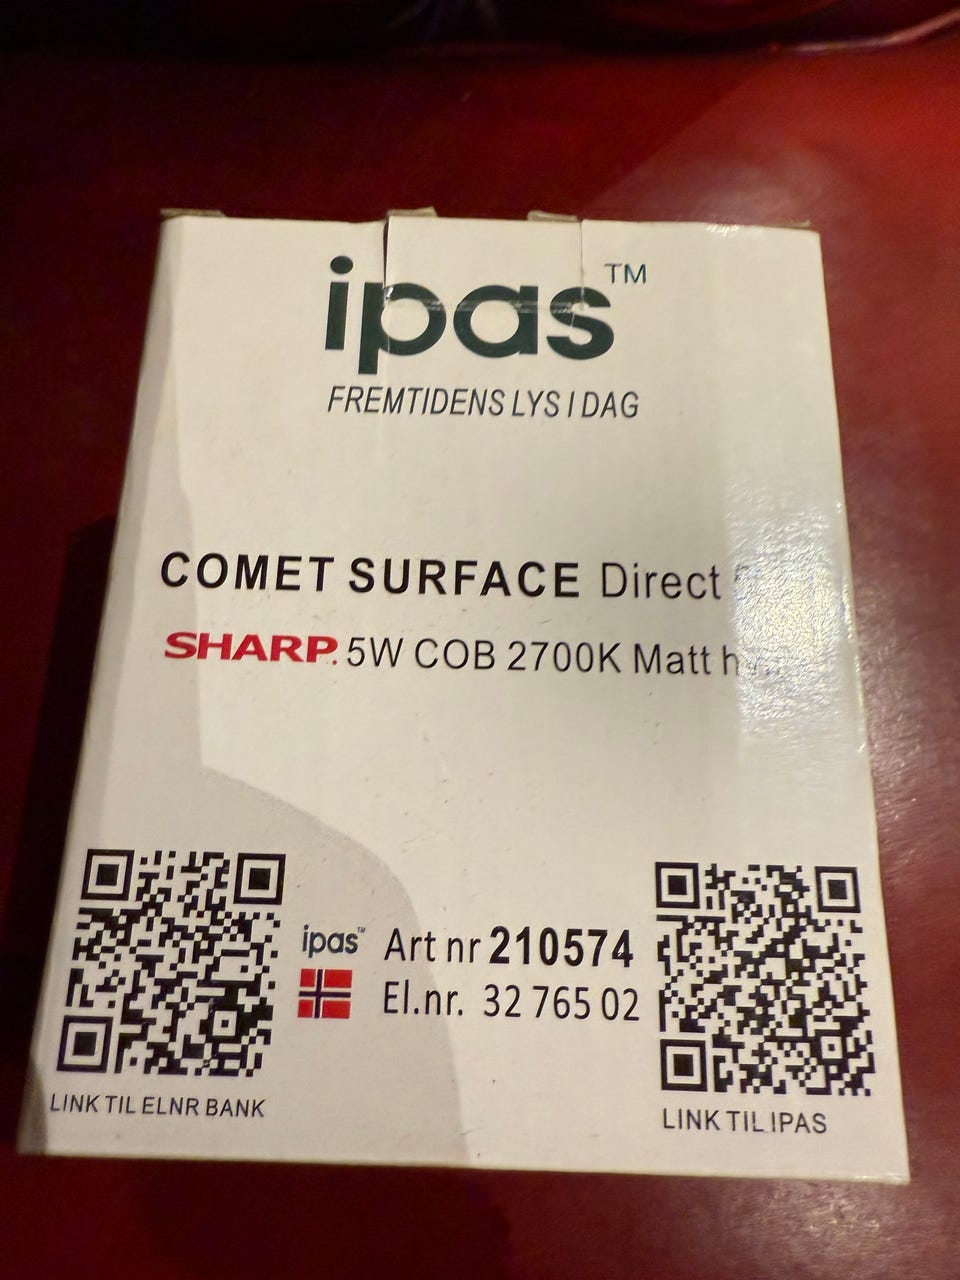 ipas™
FREMTIDENS LYS I DAG
COMET SURFACE Direct
SHARP. 5W COB 2700K Matt
ipas™ Art nr 210574
El.nr. 32 765 02
LINK TIL ELNR BANK
LINK TIL IPAS